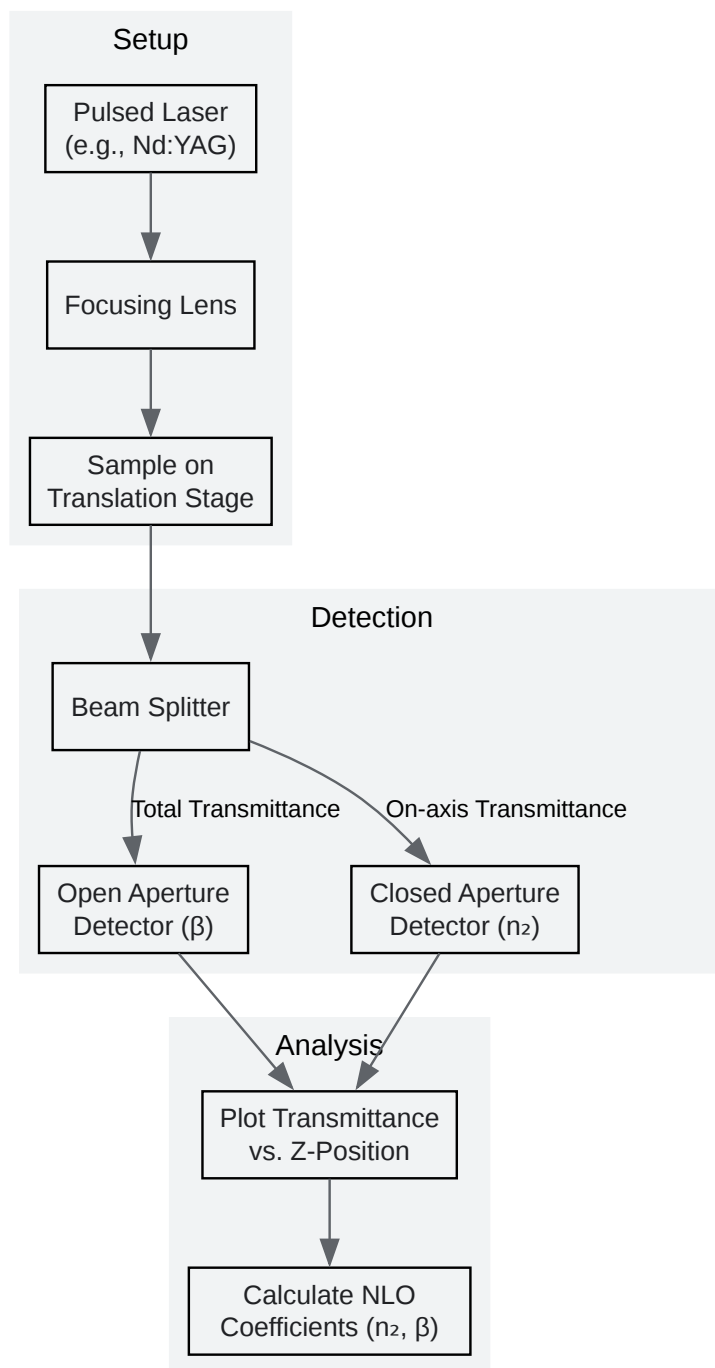 Setup
Pulsed Laser
(e.g., Nd:YAG)
Focusing Lens
Sample on
Translation Stage
Detection
Beam Splitter
Total Transmittance
On-axis Transmittance
Open Aperture
Detector (β)
Closed Aperture
Detector (n₂)
Analysis
Plot Transmittance
vs. Z-Position
Calculate NLO
Coefficients (n₂, β)